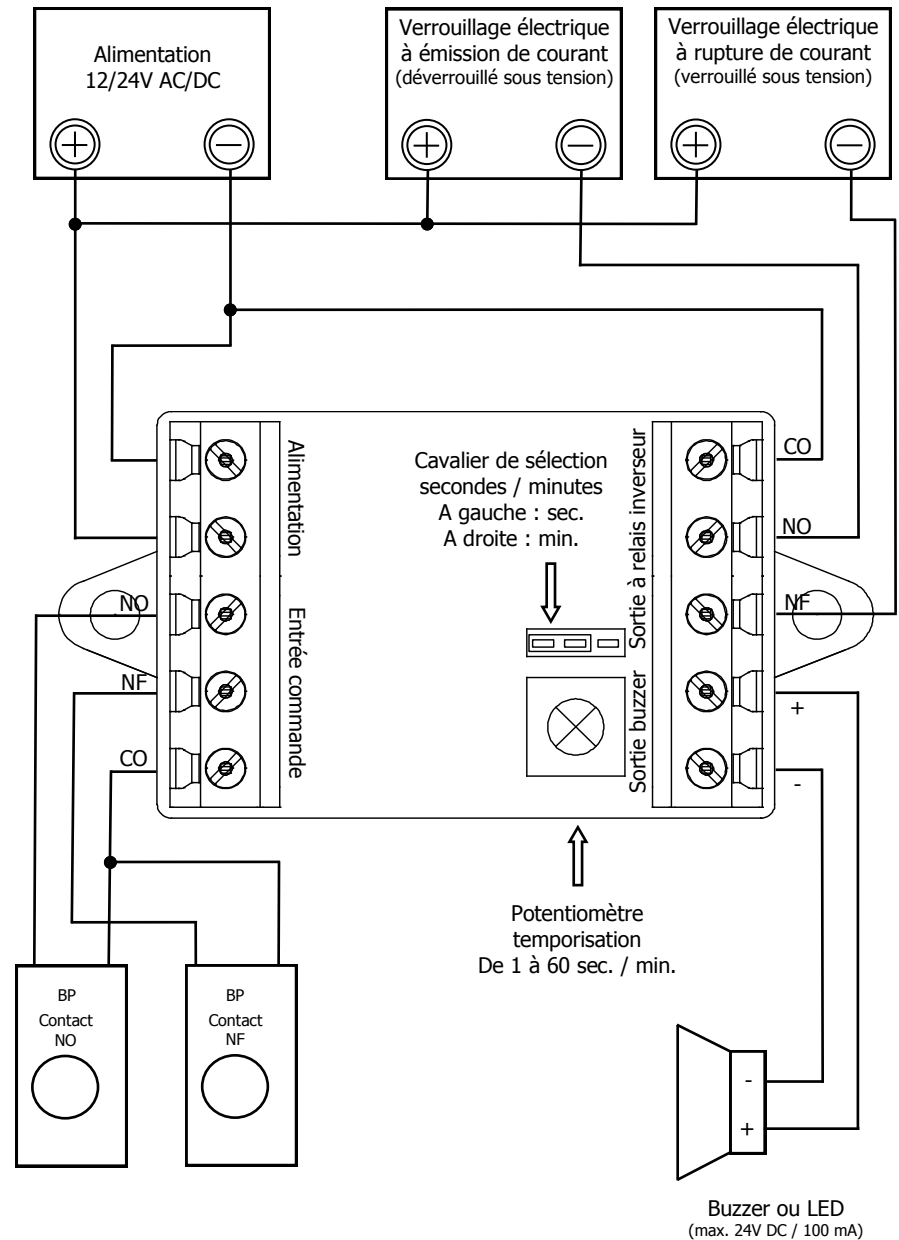 Alimentation
12/24V AC/DC
Verrouillage électrique
à émission de courant
(déverrouillé sous tension)
Verrouillage électrique
à rupture de courant
(verrouillé sous tension)
+
-
+
-
+
-
Alimentation
Entrée commande
NO
NF
CO
Cavalier de sélection
secondes / minutes
A gauche : sec.
A droite : min.
Sortie à relais inverseur
Sortie buzzer
CO
NO
NF
+
-
Potentiomètre
temporisation
De 1 à 60 sec. / min.
BP
Contact
NO
BP
Contact
NF
-
+
Buzzer ou LED
(max. 24V DC / 100 mA)